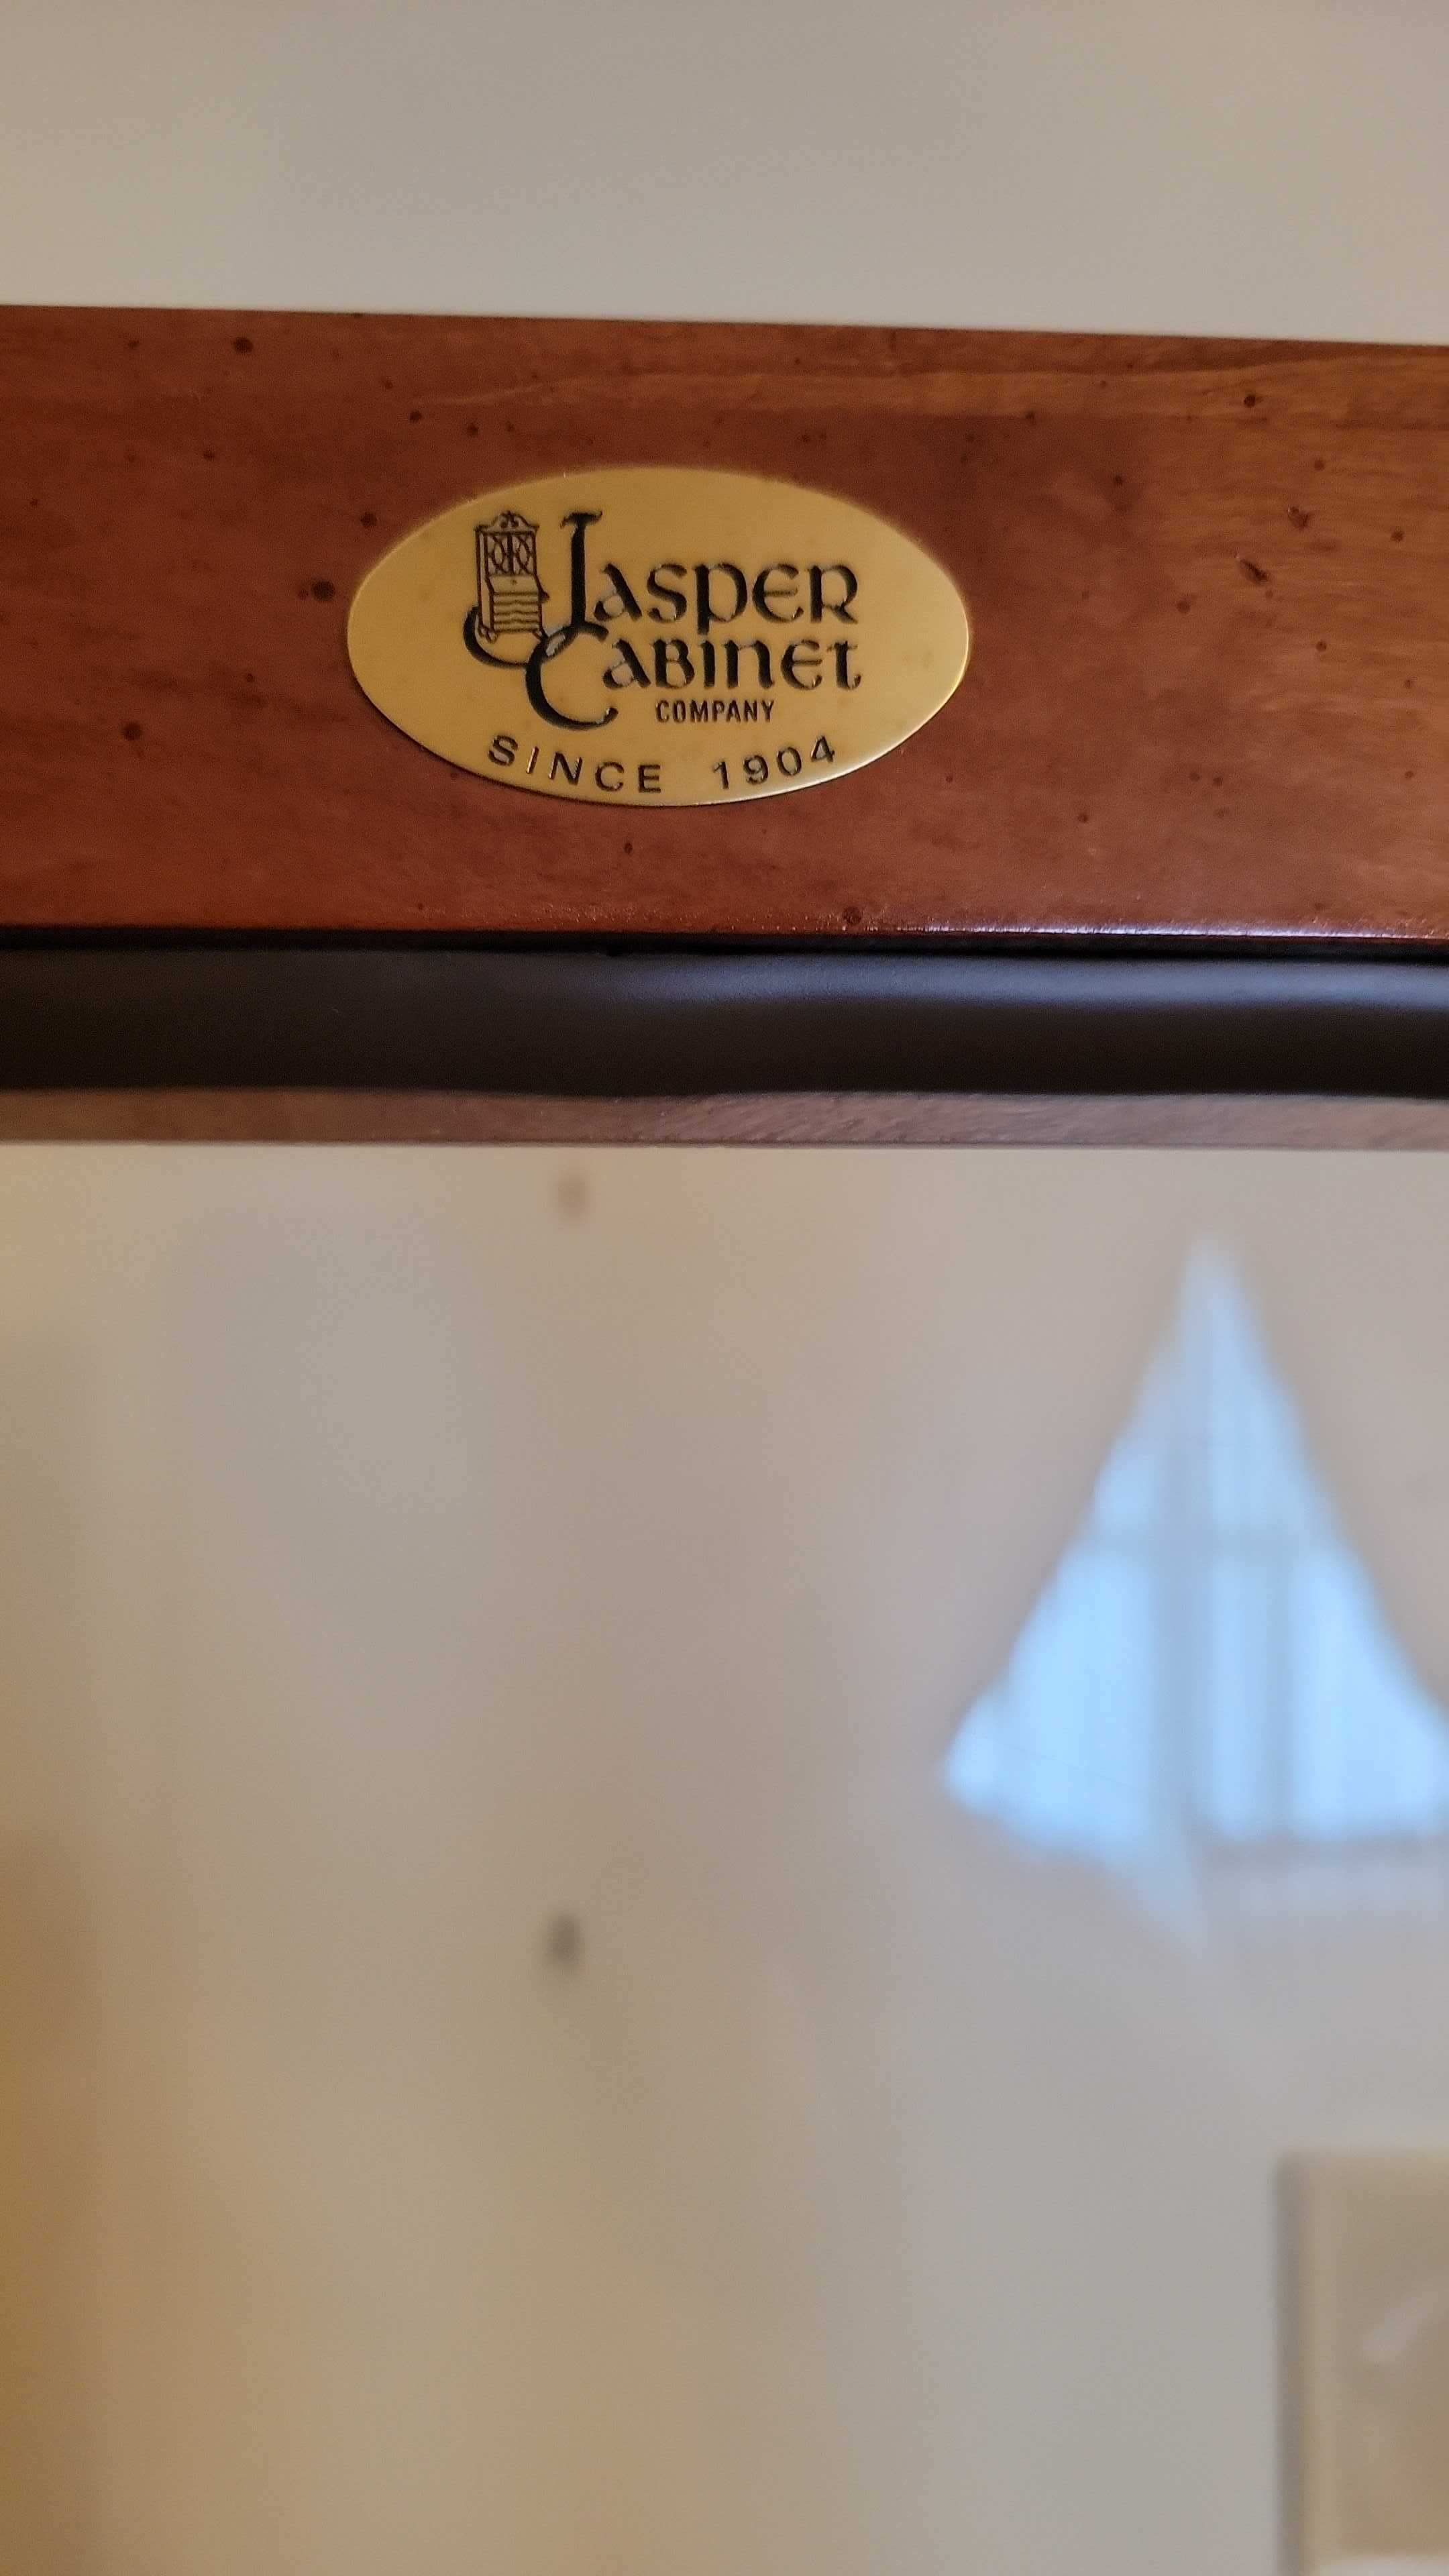 Jasper
Cabinet
COMPANY
SINCE 1904